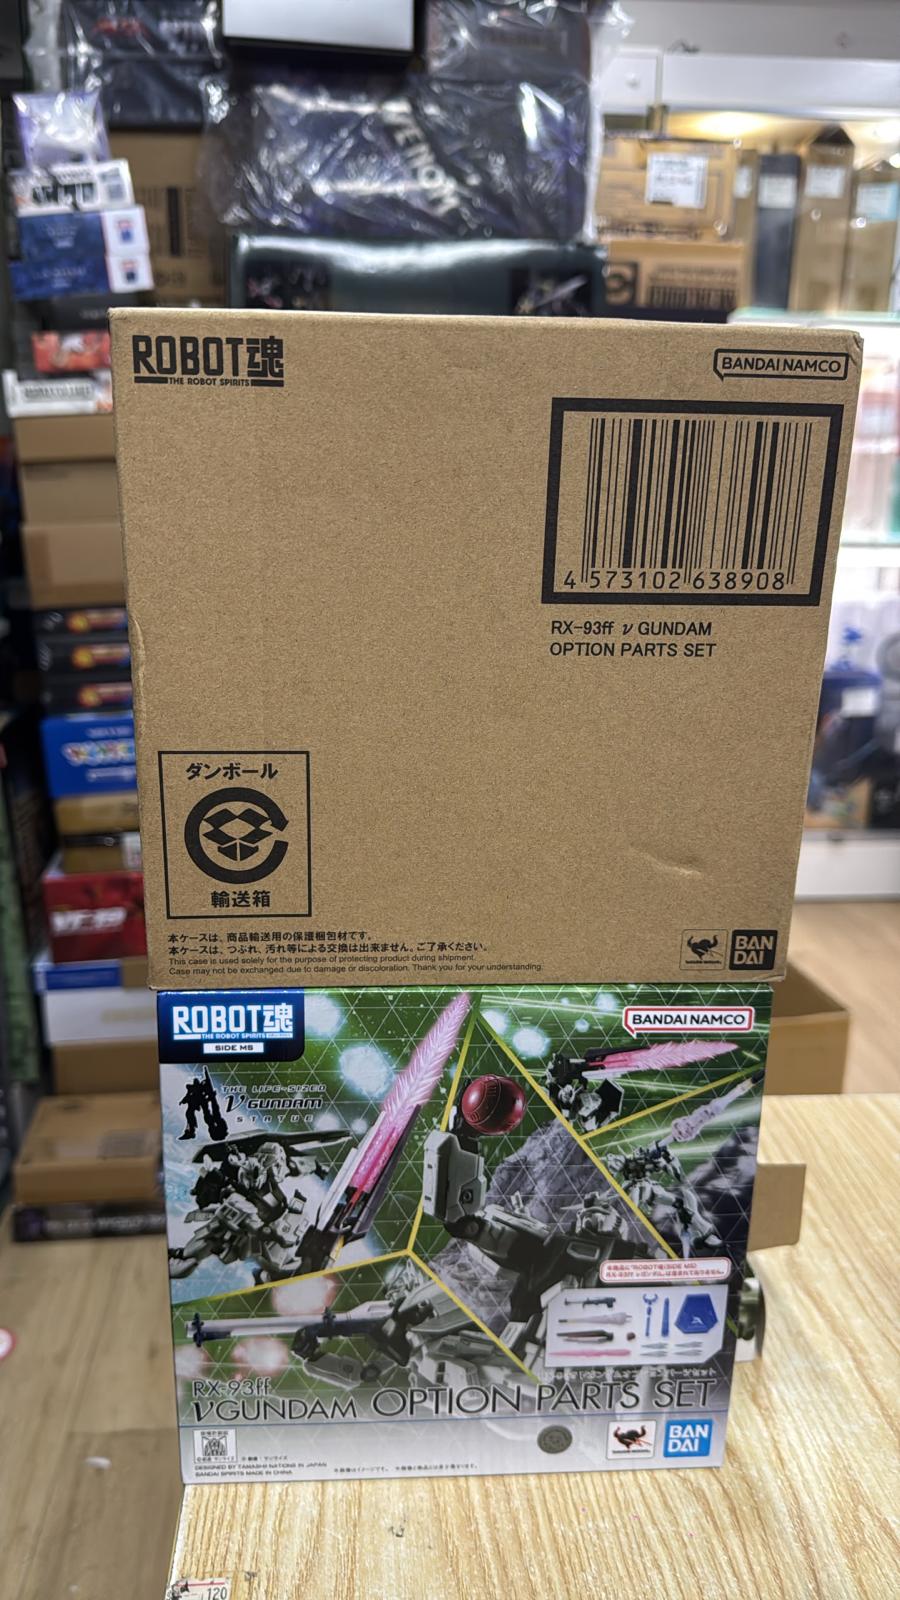 ROBOT魂
THE ROBOT SPIRITS
BANDAI NAMCO
4 573102 638908
RX-93ff ν GUNDAM
OPTION PARTS SET
ダンボール
輸送箱
本ケースは、商品輸送用の保護梱包材です。
本ケースは、つぶれ、汚れ等による交換は出来ません。ご了承ください。
This case is used solely for the purpose of protecting product during shipment.
Case may not be exchanged due to damage or discoloration. Thank you for your understanding.
BAN
DAI
ROBOT魂
THE ROBOT SPIRITS
SIDE MS
BANDAI NAMCO
THE LIFE-SIZED
ν GUNDAM
STATUE
RX-93ff
νGUNDAM OPTION PARTS SET
DESIGNED BY TAMASHII NATIONS IN JAPAN
BANDAI SPIRITS MADE IN CHINA
BAN
DAI
120